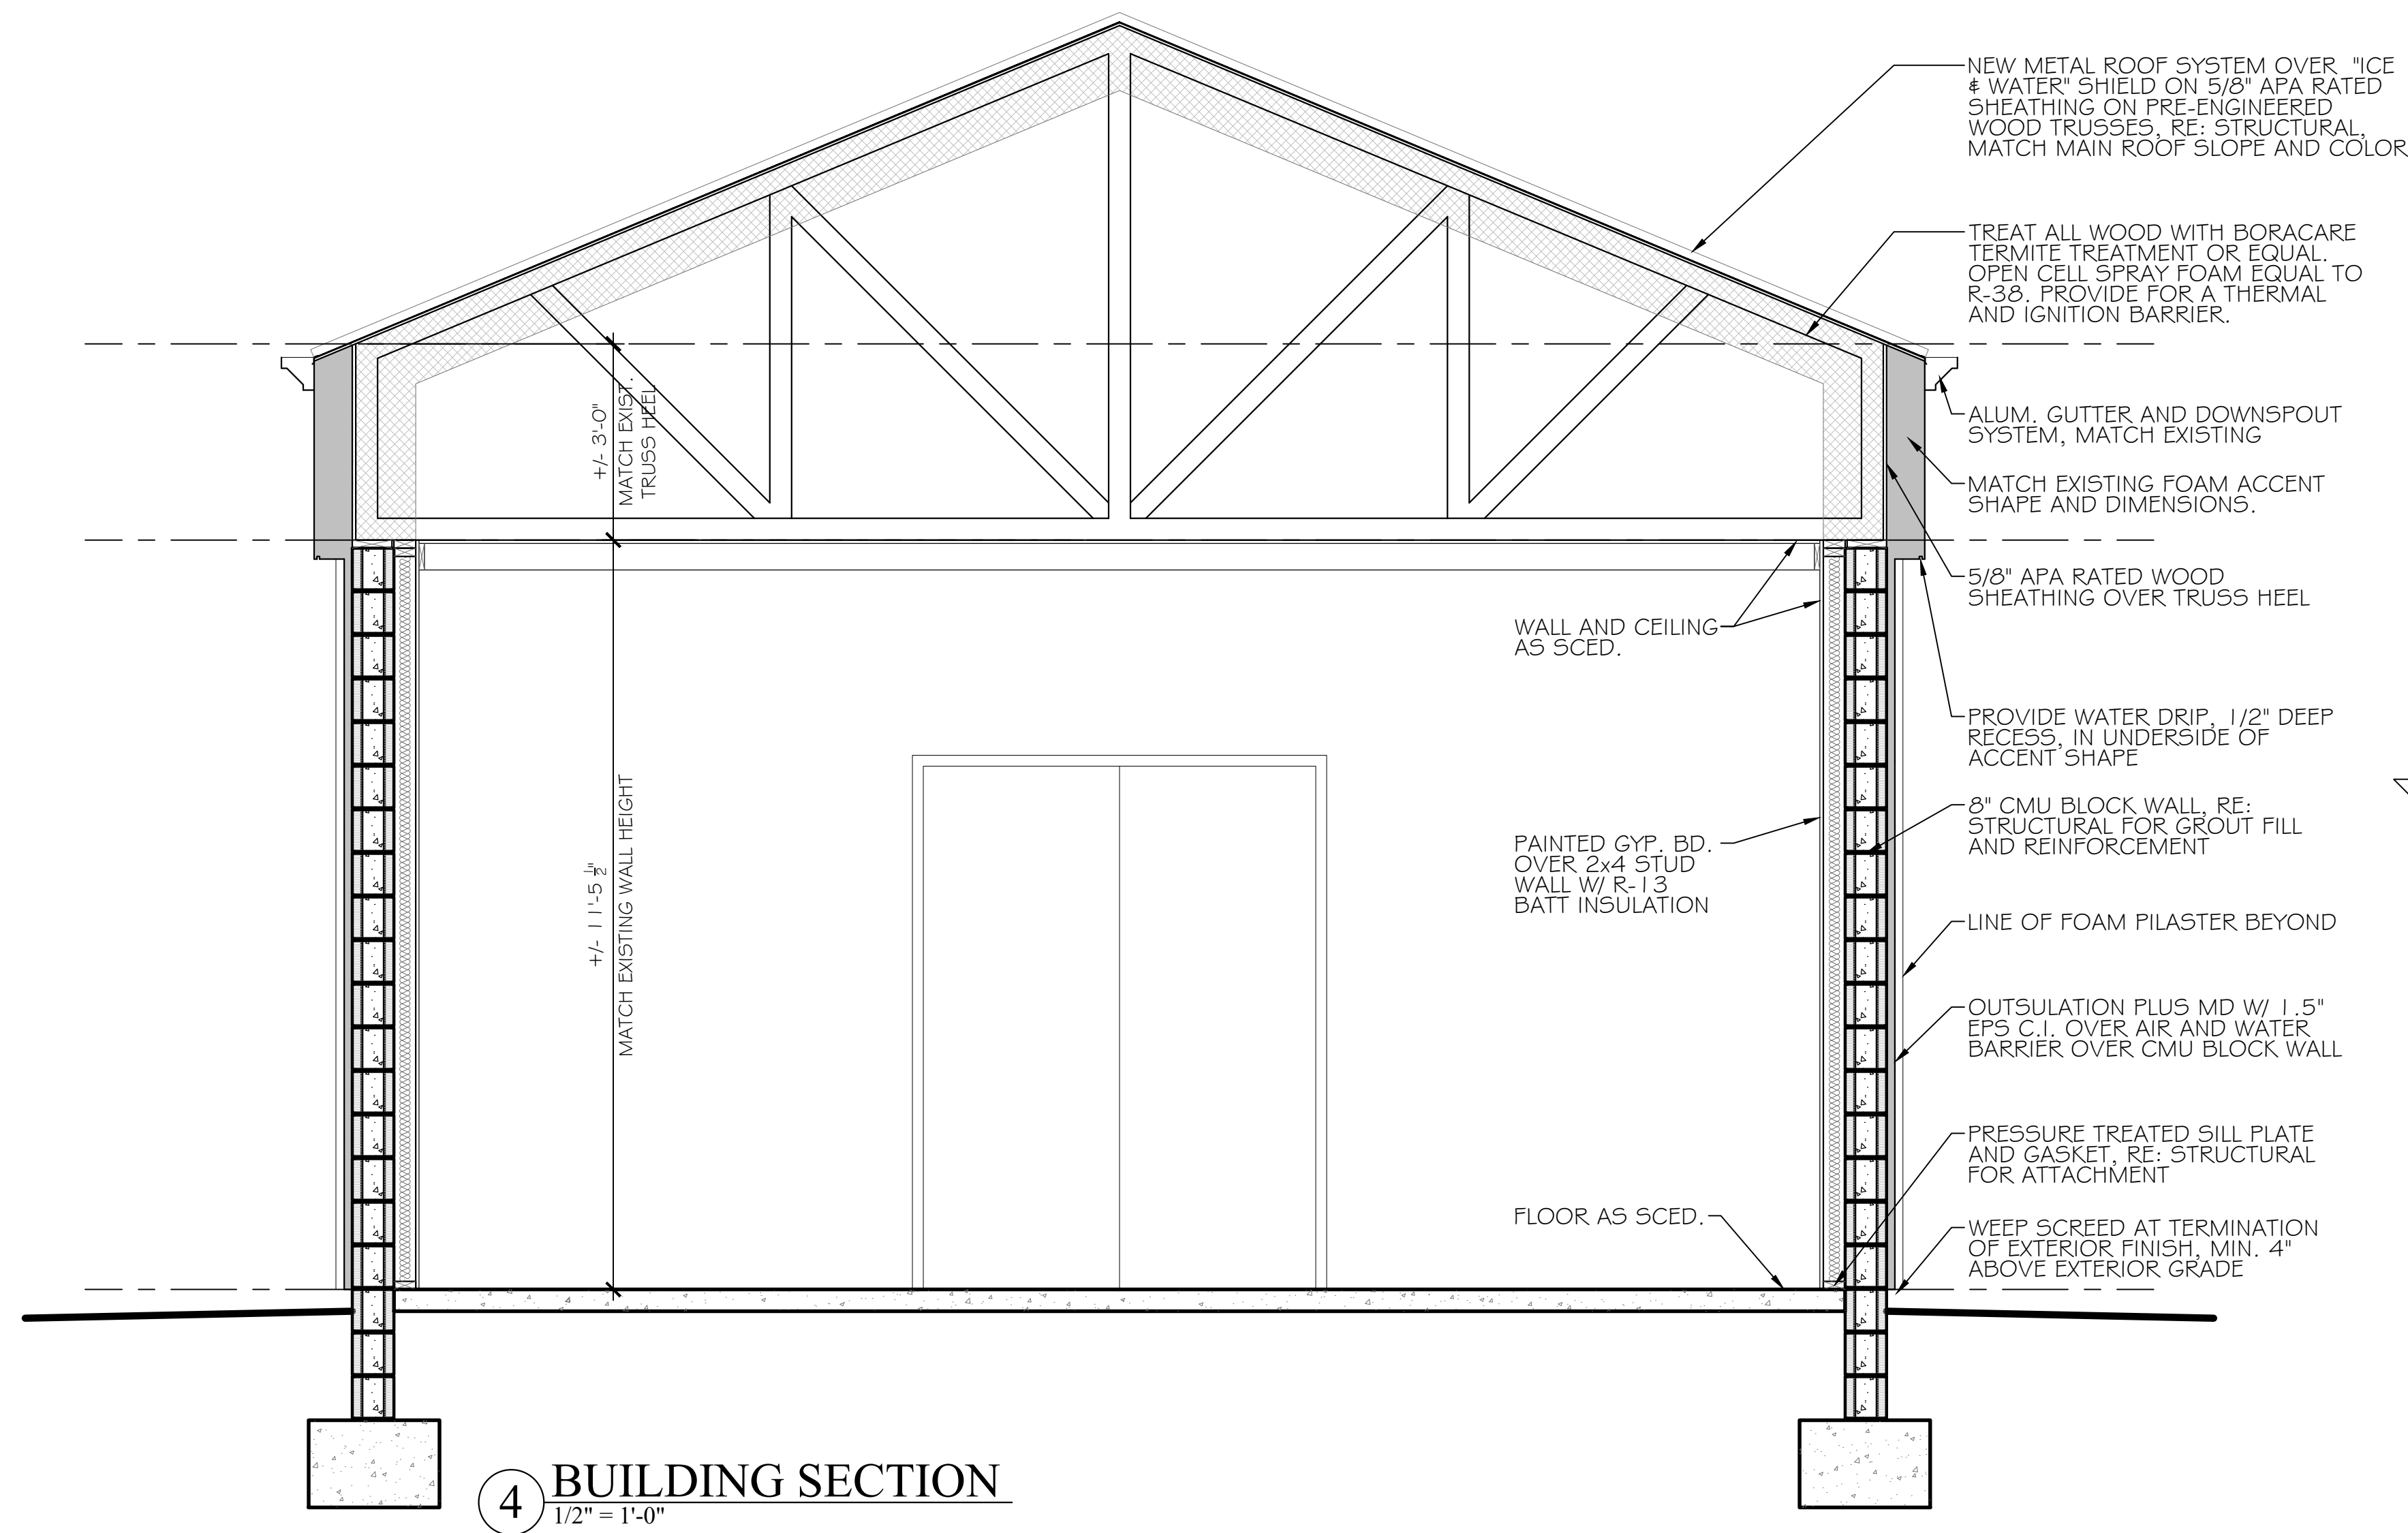 NEW METAL ROOF SYSTEM OVER "ICE
& WATER" SHIELD ON 5/8" APA RATED
SHEATHING ON PRE-ENGINEERED
WOOD TRUSSES, RE: STRUCTURAL,
MATCH MAIN ROOF SLOPE AND COLOR
TREAT ALL WOOD WITH BORACARE
TERMITE TREATMENT OR EQUAL.
OPEN CELL SPRAY FOAM EQUAL TO
R-38. PROVIDE FOR A THERMAL
AND IGNITION BARRIER.
ALUM. GUTTER AND DOWNSPOUT
SYSTEM, MATCH EXISTING
MATCH EXISTING FOAM ACCENT
SHAPE AND DIMENSIONS.
5/8" APA RATED WOOD
SHEATHING OVER TRUSS HEEL
PROVIDE WATER DRIP, 1/2" DEEP
RECESS, IN UNDERSIDE OF
ACCENT SHAPE
8" CMU BLOCK WALL, RE:
STRUCTURAL FOR GROUT FILL
AND REINFORCEMENT
LINE OF FOAM PILASTER BEYOND
OUTSULATION PLUS MD W/ 1.5"
EPS C.I. OVER AIR AND WATER
BARRIER OVER CMU BLOCK WALL
PRESSURE TREATED SILL PLATE
AND GASKET, RE: STRUCTURAL
FOR ATTACHMENT
WEEP SCREED AT TERMINATION
OF EXTERIOR FINISH, MIN. 4"
ABOVE EXTERIOR GRADE
+/- 3'-0"
MATCH EXIST.
TRUSS HEEL
+/- 11'-5 1/2"
MATCH EXISTING WALL HEIGHT
WALL AND CEILING
AS SCED.
PAINTED GYP. BD.
OVER 2x4 STUD
WALL W/ R-13
BATT INSULATION
FLOOR AS SCED.
4 BUILDING SECTION
1/2" = 1'-0"